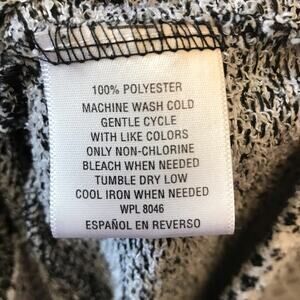 100% POLYESTER
MACHINE WASH COLD
GENTLE CYCLE
WITH LIKE COLORS
ONLY NON-CHLORINE
BLEACH WHEN NEEDED
TUMBLE DRY LOW
COOL IRON WHEN NEEDED
WPL 8046
ESPAÑOL EN REVERSO